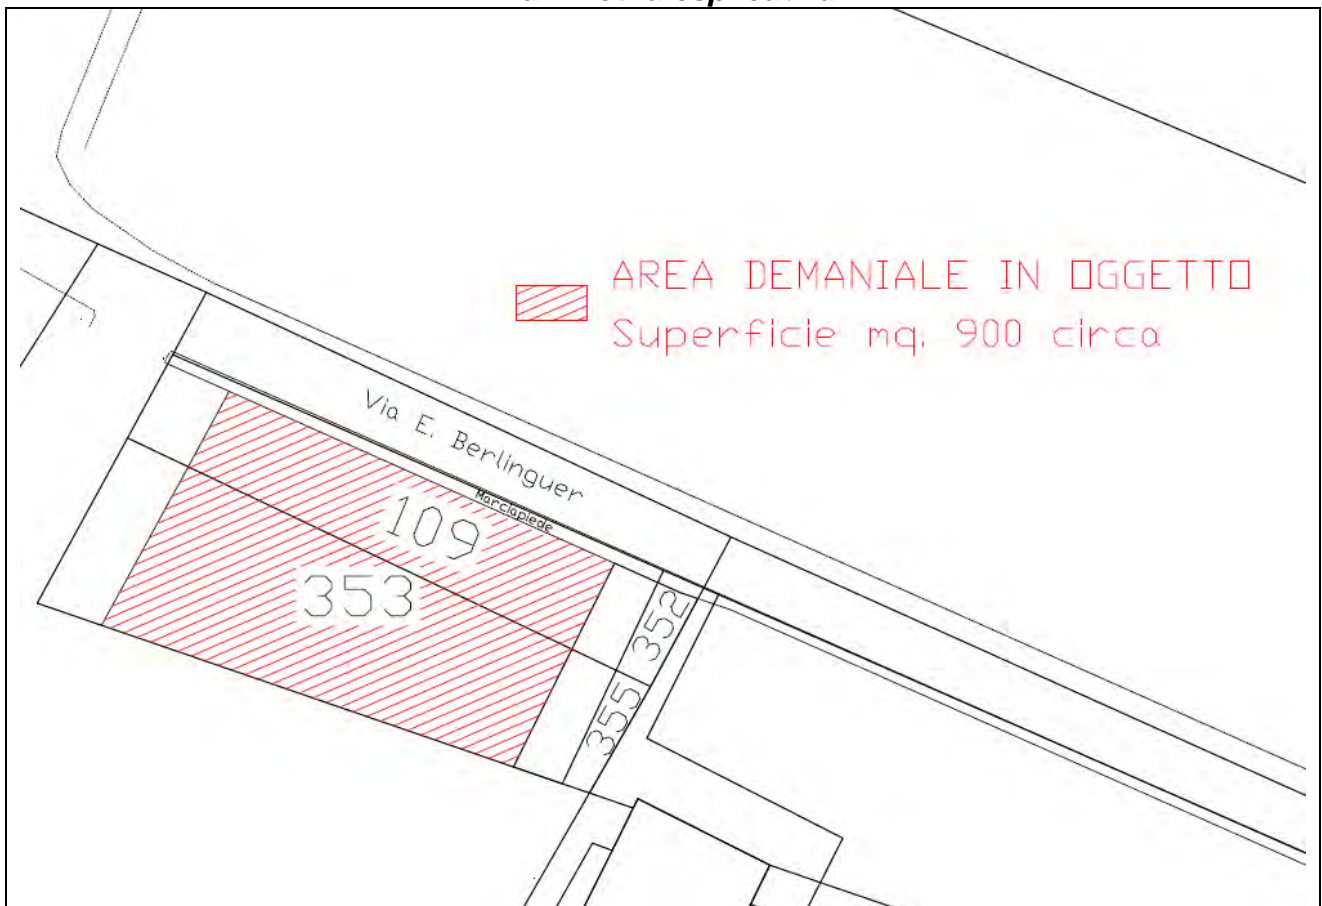 AREA DEMANIALE IN OGGETTO
Superficie mq. 900 circa
Via E. Berlinguer
Marciapiede
109
353
352
355